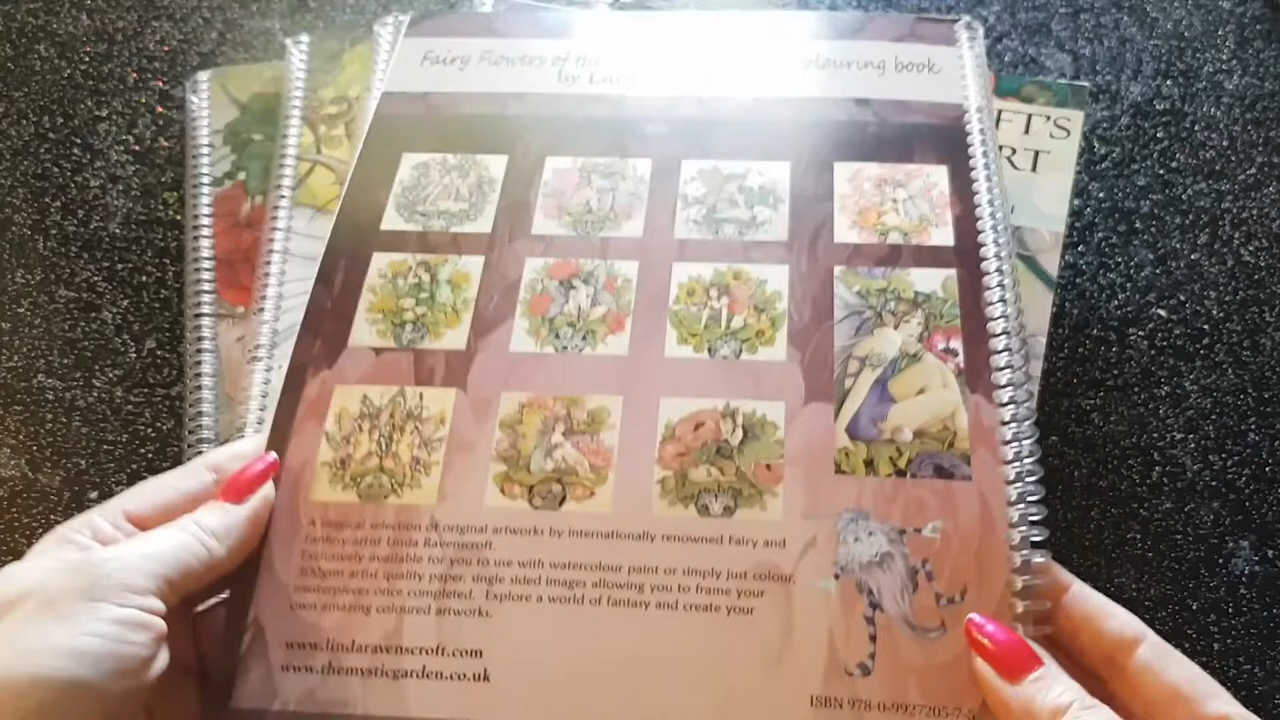 Fairy Flowers of the olouring book
by
FT'S
RT
A magical selection of original artworks by internationally renowned Fairy and
Fantasy artist Linda Ravenscroft.
Exclusively available for you to use with watercolour paint or simply just colour,
300gsm artist quality paper, single sided images allowing you to frame your
masterpieces once completed. Explore a world of fantasy and create your
own amazing coloured artworks.
www.lindaravenscroft.com
www.themysticgarden.co.uk
ISBN 978-0-9927205-7-5